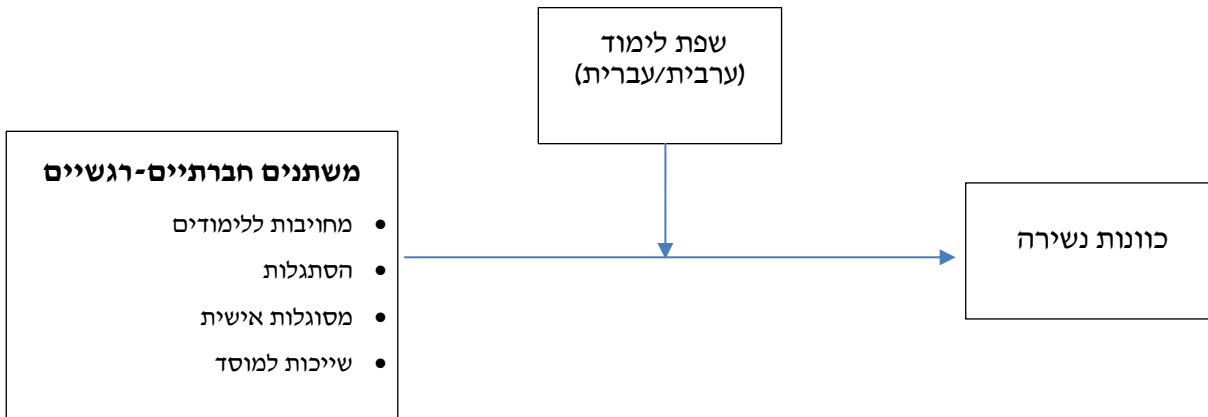 שפת לימוד
(ערבית/עברית)
משתנים חברתיים-רגשיים
• מחויבות ללימודים
• הסתגלות
• מסוגלות אישית
• שייכות למוסד
כוונות נשירה